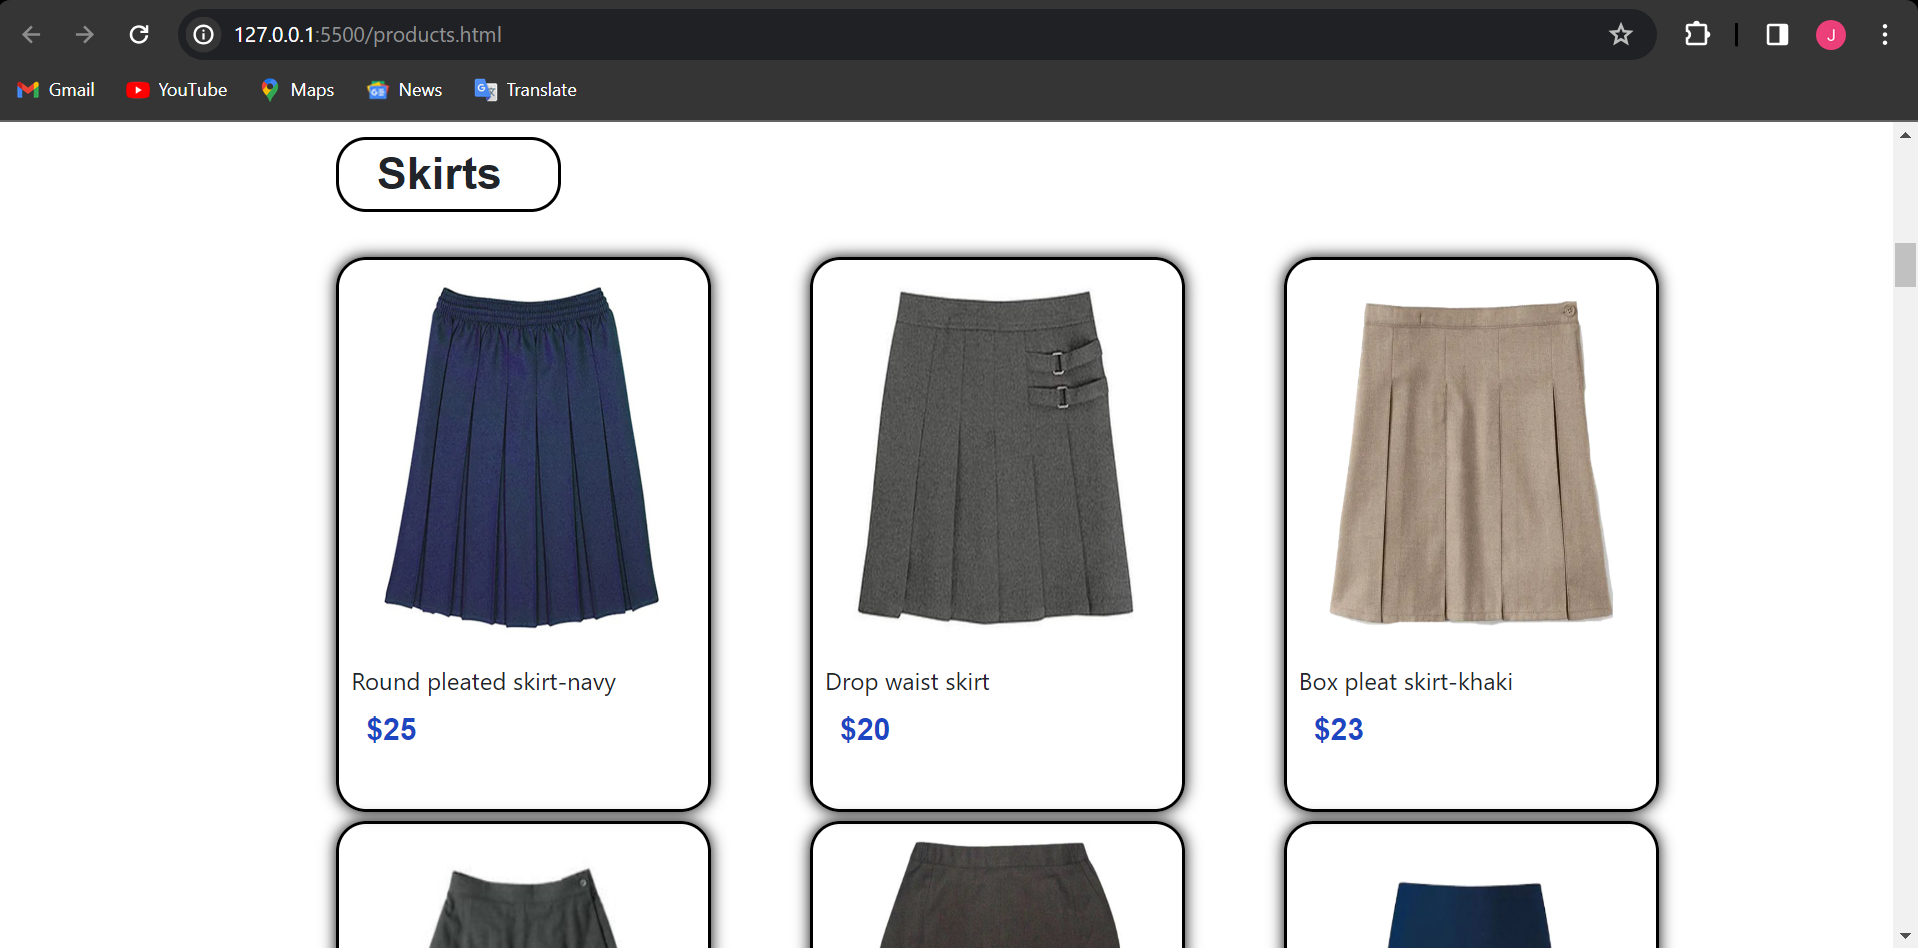 127.0.0.1:5500/products.html
J
Gmail YouTube Maps News Translate
Skirts
Round pleated skirt-navy
$25
Drop waist skirt
$20
Box pleat skirt-khaki
$23